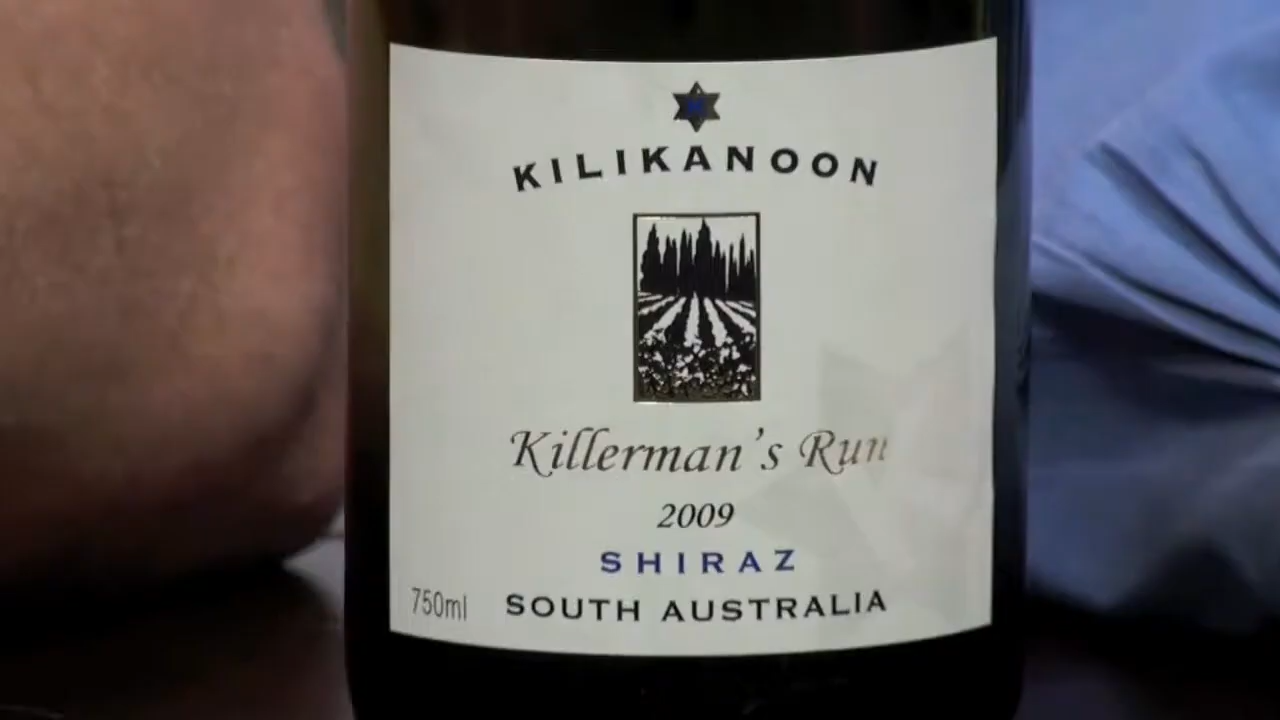 KILIKANOON
Killerman's Run
2009
SHIRAZ
750ml SOUTH AUSTRALIA